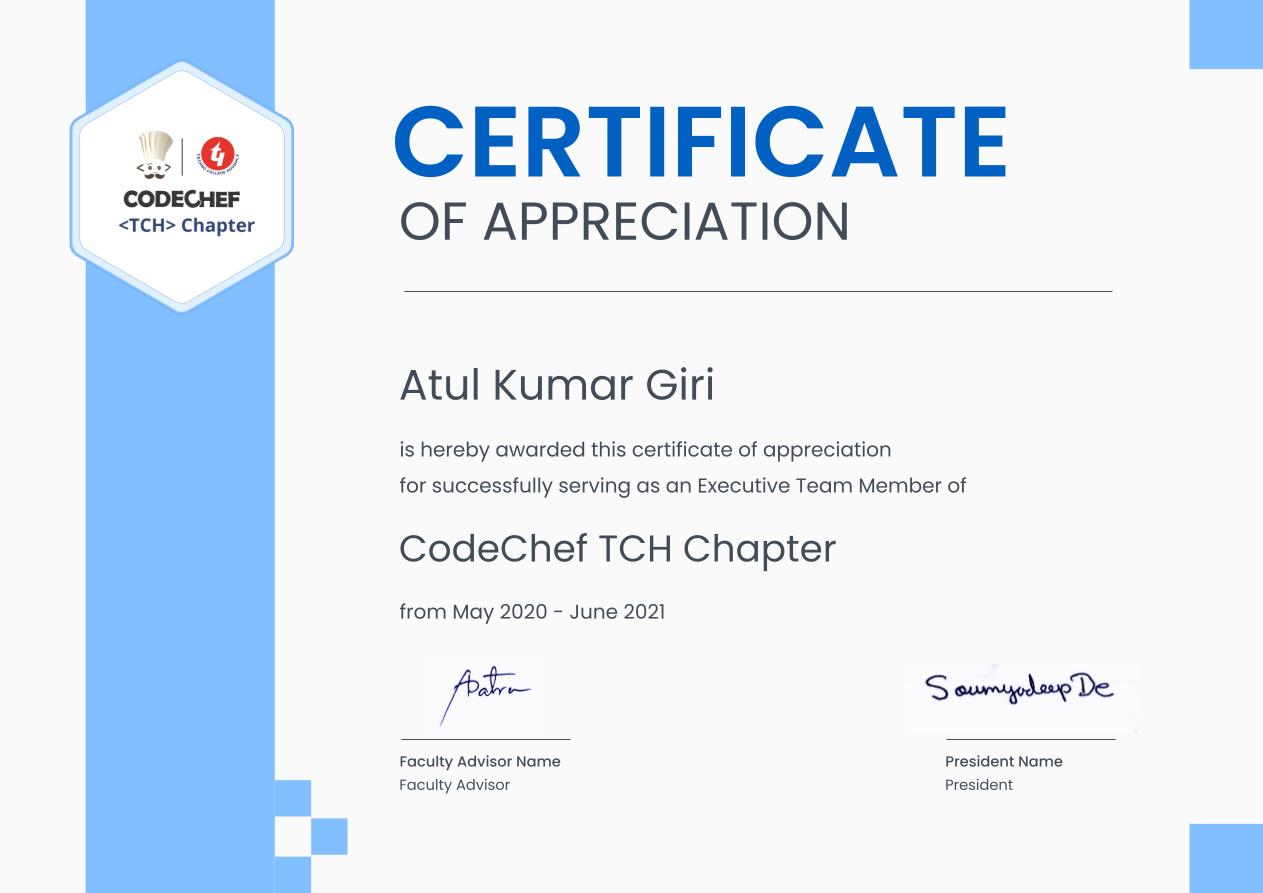 CODECHEF
<TCH> Chapter
CERTIFICATE
OF APPRECIATION
Atul Kumar Giri
is hereby awarded this certificate of appreciation
for successfully serving as an Executive Team Member of
CodeChef TCH Chapter
from May 2020 - June 2021
Soumyadeep De
Faculty Advisor Name
Faculty Advisor
President Name
President